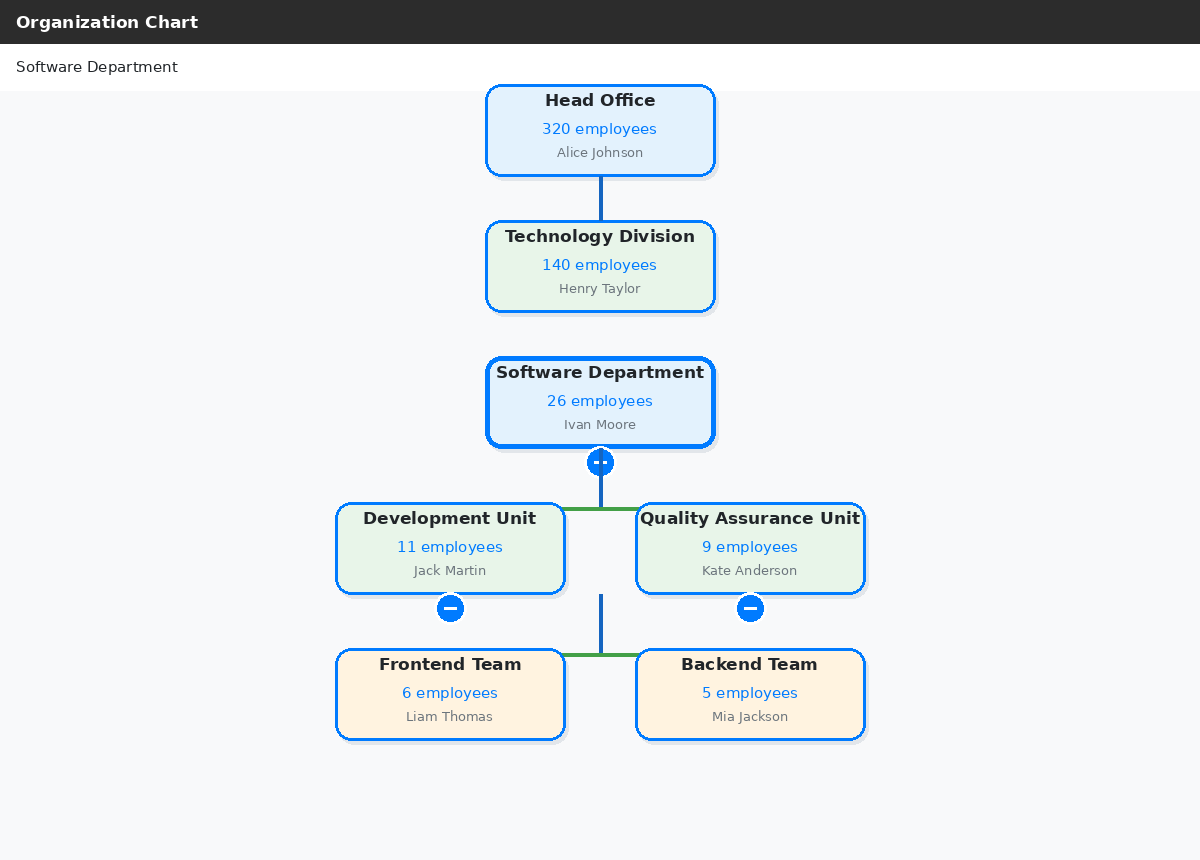 Organization Chart
Software Department
Head Office
320 employees
Alice Johnson
Technology Division
140 employees
Henry Taylor
Software Department
26 employees
Ivan Moore
Development Unit
11 employees
Jack Martin
Quality Assurance Unit
9 employees
Kate Anderson
Frontend Team
6 employees
Liam Thomas
Backend Team
5 employees
Mia Jackson